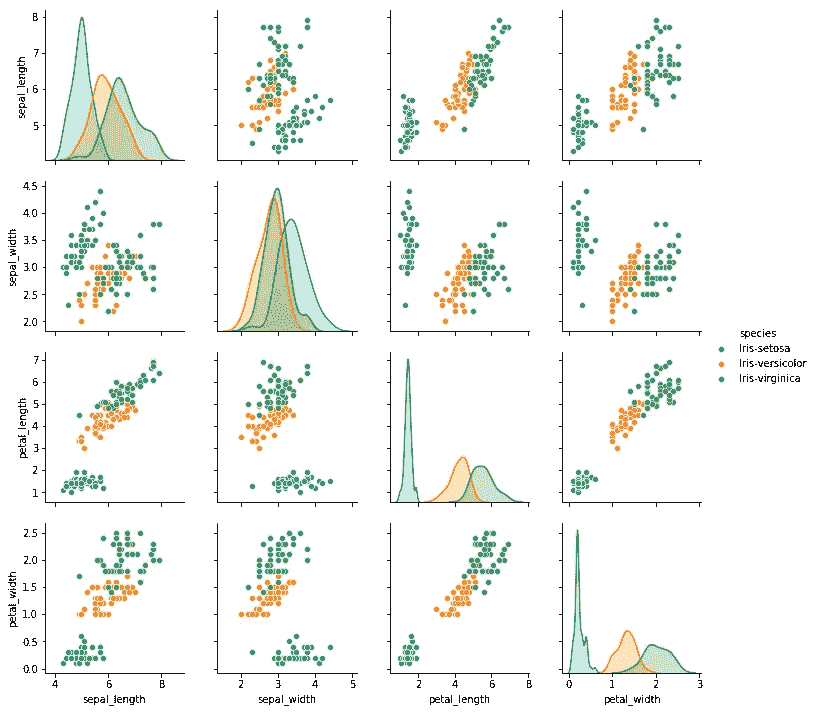 sepal_length
8
7
6
5
sepal_width
4.5
4.0
3.5
3.0
2.5
2.0
species
Iris-setosa
Iris-versicolor
Iris-virginica
petal_length
7
6
5
4
3
2
1
petal_width
2.5
2.0
1.5
1.0
0.5
0.0
4 6 8
2 3 4 5
2 4 6 8
0 1 2 3
sepal_length sepal_width petal_length petal_width